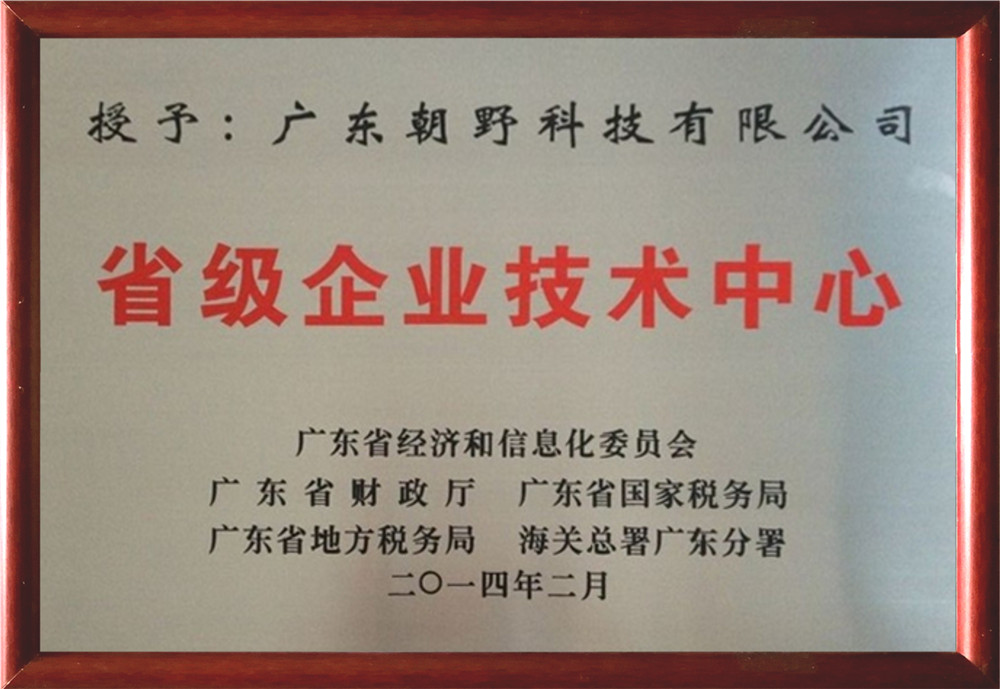 授予：广东朝野科技有限公司
省级企业技术中心
广东省经济和信息化委员会
广东省财政厅 广东省国家税务局
广东省地方税务局 海关总署广东分署
二〇一四年二月